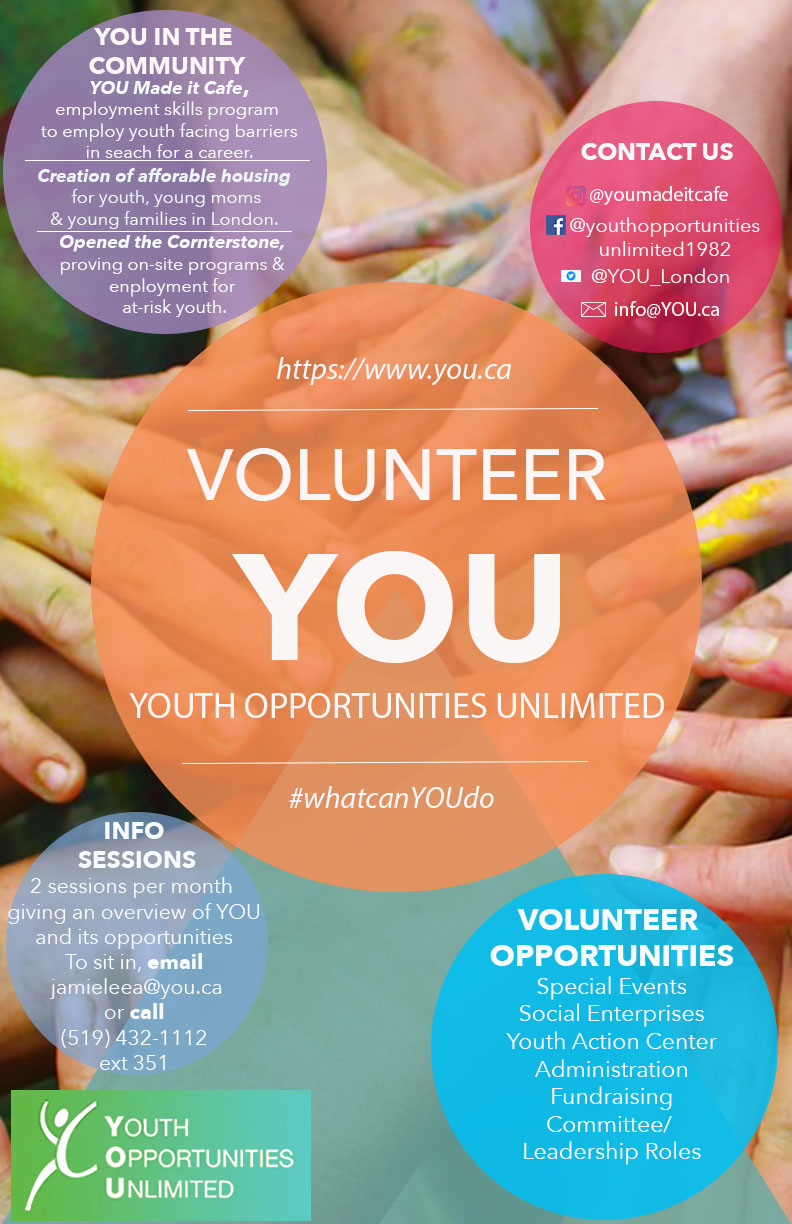 YOU IN THE
COMMUNITY
YOU Made it Cafe,
employment skills program
to employ youth facing barriers
in seach for a career.
Creation of afforable housing
for youth, young moms
& young families in London.
Opened the Cornterstone,
proving on-site programs &
enployment for
at-risk youth.
CONTACT US
@youmadeitcafe
@youthopportunities
unlimited1982
@YOU_London
info@YOU.ca
https://www.you.ca
VOLUNTEER
YOU
YOUTH OPPORTUNITIES UNLIMITED
#whatcanYOUdo
INFO
SESSIONS
2 sessions per month
giving an overview of YOU
and its opportunities
To sit in, email
jamieleea@you.ca
or call
(519) 432-1112
ext 351
VOLUNTEER
OPPORTUNITIES
Special Events
Social Enterprises
Youth Action Center
Administration
Fundraising
Committee/
Leadership Roles
YOUTH
OPPORTUNITIES
UNLIMITED